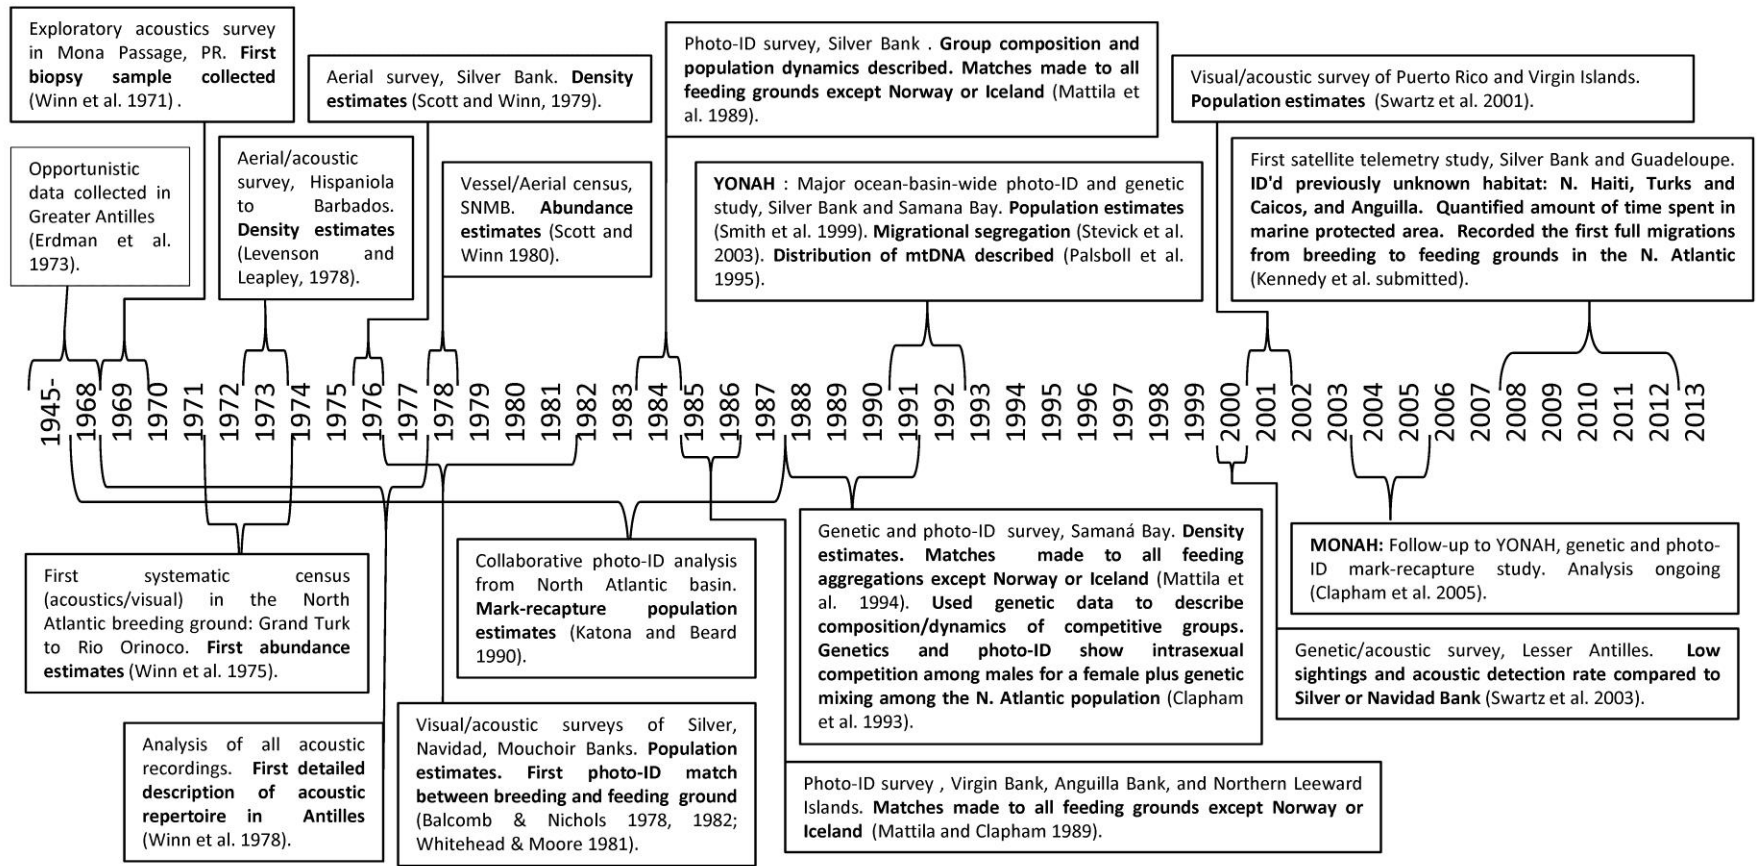 Exploratory acoustics survey
in Mona Passage, PR. First
biopsy sample collected
(Winn et al. 1971) .
Aerial survey, Silver Bank. Density
estimates (Scott and Winn, 1979).
Photo-ID survey, Silver Bank . Group composition and
population dynamics described. Matches made to all
feeding grounds except Norway or Iceland (Mattila et
al. 1989).
Visual/acoustic survey of Puerto Rico and Virgin Islands.
Population estimates (Swartz et al. 2001).
Opportunistic
data collected in
Greater Antilles
(Erdman et al.
1973).
Aerial/acoustic
survey, Hispaniola
to Barbados.
Density estimates
(Levenson and
Leapley, 1978).
Vessel/Aerial census,
SNMB. Abundance
estimates (Scott and
Winn 1980).
YONAH : Major ocean-basin-wide photo-ID and genetic
study, Silver Bank and Samana Bay. Population estimates
(Smith et al. 1999). Migrational segregation (Stevick et al.
2003). Distribution of mtDNA described (Palsboll et al.
1995).
First satellite telemetry study, Silver Bank and Guadeloupe.
ID'd previously unknown habitat: N. Haiti, Turks and
Caicos, and Anguilla. Quantified amount of time spent in
marine protected area. Recorded the first full migrations
from breeding to feeding grounds in the N. Atlantic
(Kennedy et al. submitted).
1945-
1968
1969
1970
1971
1972
1973
1974
1975
1976
1977
1978
1979
1980
1981
1982
1983
1984
1985
1986
1987
1988
1989
1990
1991
1992
1993
1994
1995
1996
1997
1998
1999
2000
2001
2002
2003
2004
2005
2006
2007
2008
2009
2010
2011
2012
2013
First systematic census
(acoustics/visual) in the North
Atlantic breeding ground: Grand Turk
to Rio Orinoco. First abundance
estimates (Winn et al. 1975).
Collaborative photo-ID analysis
from North Atlantic basin.
Mark-recapture population
estimates (Katona and Beard
1990).
Genetic and photo-ID survey, Samaná Bay. Density
estimates. Matches made to all feeding
aggregations except Norway or Iceland (Mattila et
al. 1994). Used genetic data to describe
composition/dynamics of competitive groups.
Genetics and photo-ID show intrasexual
competition among males for a female plus genetic
mixing among the N. Atlantic population (Clapham
et al. 1993).
MONAH: Follow-up to YONAH, genetic and photo-
ID mark-recapture study. Analysis ongoing
(Clapham et al. 2005).
Genetic/acoustic survey, Lesser Antilles. Low
sightings and acoustic detection rate compared to
Silver or Navidad Bank (Swartz et al. 2003).
Analysis of all acoustic
recordings. First detailed
description of acoustic
repertoire in Antilles
(Winn et al. 1978).
Visual/acoustic surveys of Silver,
Navidad, Mouchoir Banks. Population
estimates. First photo-ID match
between breeding and feeding ground
(Balcomb & Nichols 1978, 1982;
Whitehead & Moore 1981).
Photo-ID survey , Virgin Bank, Anguilla Bank, and Northern Leeward
Islands. Matches made to all feeding grounds except Norway or
Iceland (Mattila and Clapham 1989).